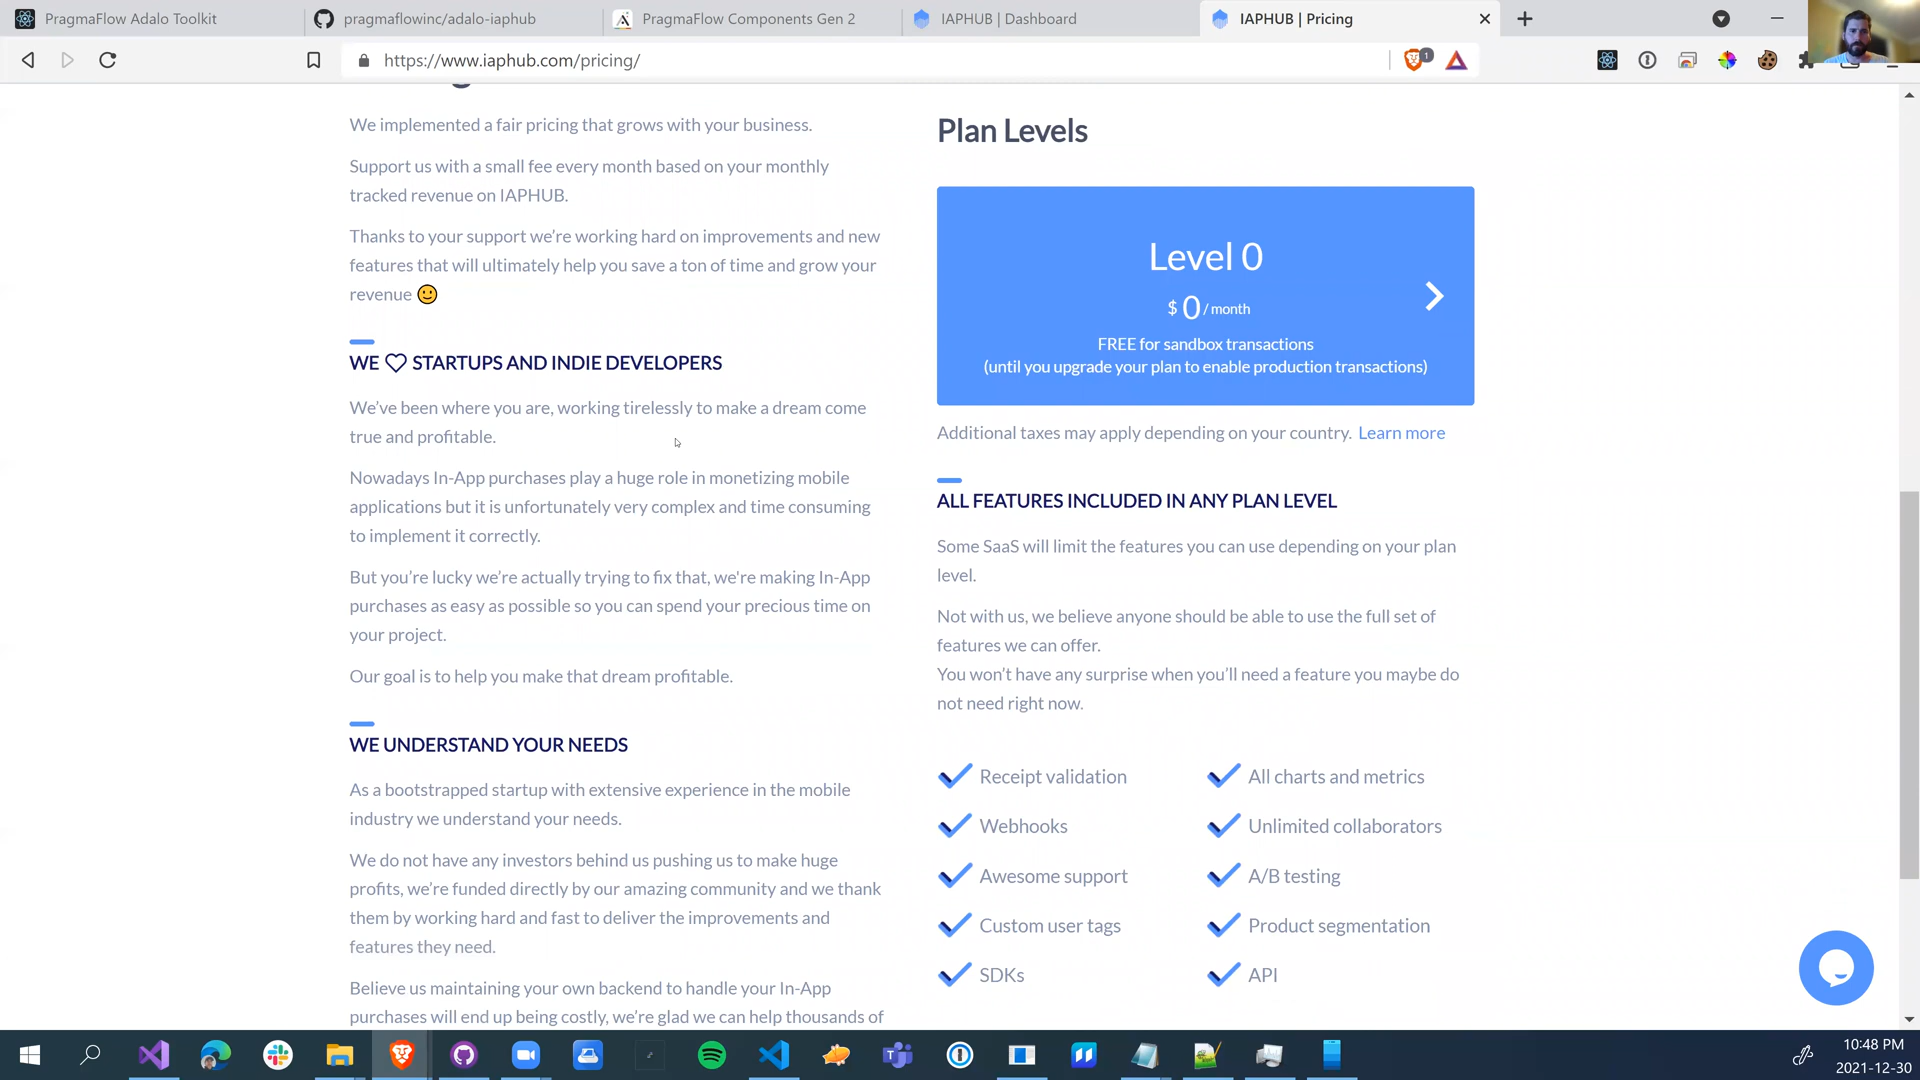 PragmaFlow Adalo Toolkit
pragmaflowinc/adalo-iaphub
PragmaFlow Components Gen 2
IAPHUB | Dashboard
IAPHUB | Pricing
https://www.iaphub.com/pricing/
1
We implemented a fair pricing that grows with your business.
Support us with a small fee every month based on your monthly
tracked revenue on IAPHUB.
Thanks to your support we're working hard on improvements and new
features that will ultimately help you save a ton of time and grow your
revenue 🙂
WE ♡ STARTUPS AND INDIE DEVELOPERS
We've been where you are, working tirelessly to make a dream come
true and profitable.
Nowadays In-App purchases play a huge role in monetizing mobile
applications but it is unfortunately very complex and time consuming
to implement it correctly.
But you're lucky we're actually trying to fix that, we're making In-App
purchases as easy as possible so you can spend your precious time on
your project.
Our goal is to help you make that dream profitable.
WE UNDERSTAND YOUR NEEDS
As a bootstrapped startup with extensive experience in the mobile
industry we understand your needs.
We do not have any investors behind us pushing us to make huge
profits, we're funded directly by our amazing community and we thank
them by working hard and fast to deliver the improvements and
features they need.
Believe us maintaining your own backend to handle your In-App
purchases will end up being costly, we're glad we can help thousands of
Plan Levels
Level 0
$ 0 / month
FREE for sandbox transactions
(until you upgrade your plan to enable production transactions)
Additional taxes may apply depending on your country. Learn more
ALL FEATURES INCLUDED IN ANY PLAN LEVEL
Some SaaS will limit the features you can use depending on your plan
level.
Not with us, we believe anyone should be able to use the full set of
features we can offer.
You won't have any surprise when you'll need a feature you maybe do
not need right now.
Receipt validation
All charts and metrics
Webhooks
Unlimited collaborators
Awesome support
A/B testing
Custom user tags
Product segmentation
SDKs
API
10:48 PM
2021-12-30